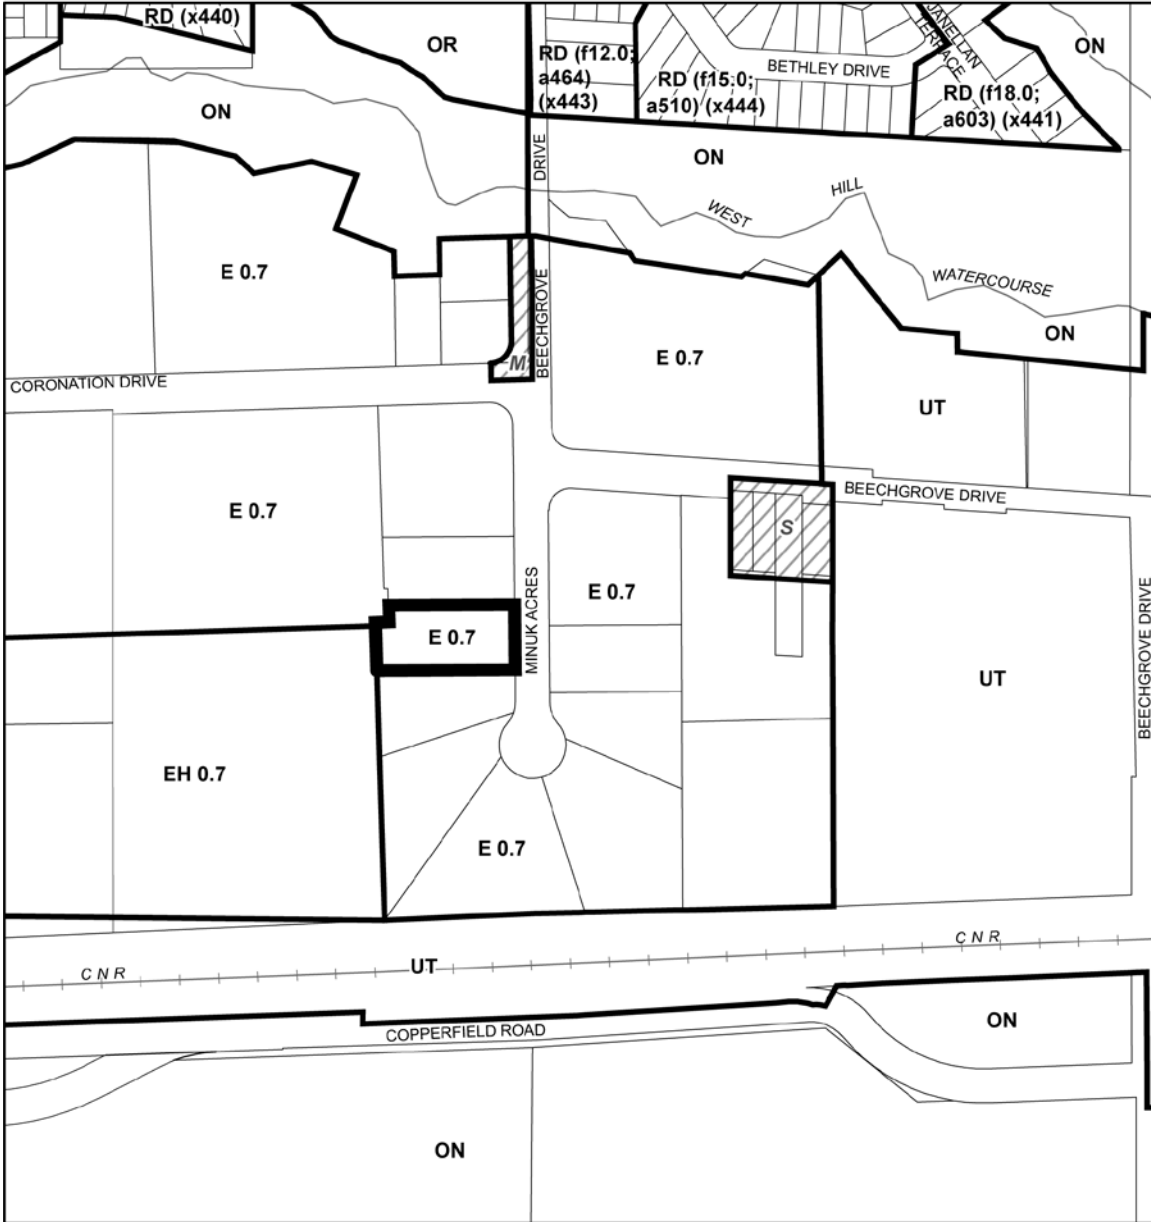 RD (x440)
OR
RD (f12.0;
a464)
(x443)
RD (f15.0;
a510) (x444)
BETHLEY DRIVE
JANELLAN
TERRACE
ON
RD (f18.0;
a603) (x441)
ON
ON
DRIVE
WEST
HILL
WATERCOURSE
ON
E 0.7
BEECHGROVE
M
E 0.7
CORONATION DRIVE
UT
E 0.7
BEECHGROVE DRIVE
S
E 0.7
MINUK ACRES
E 0.7
BEECHGROVE DRIVE
UT
EH 0.7
E 0.7
CNR
UT
CNR
COPPERFIELD ROAD
ON
ON